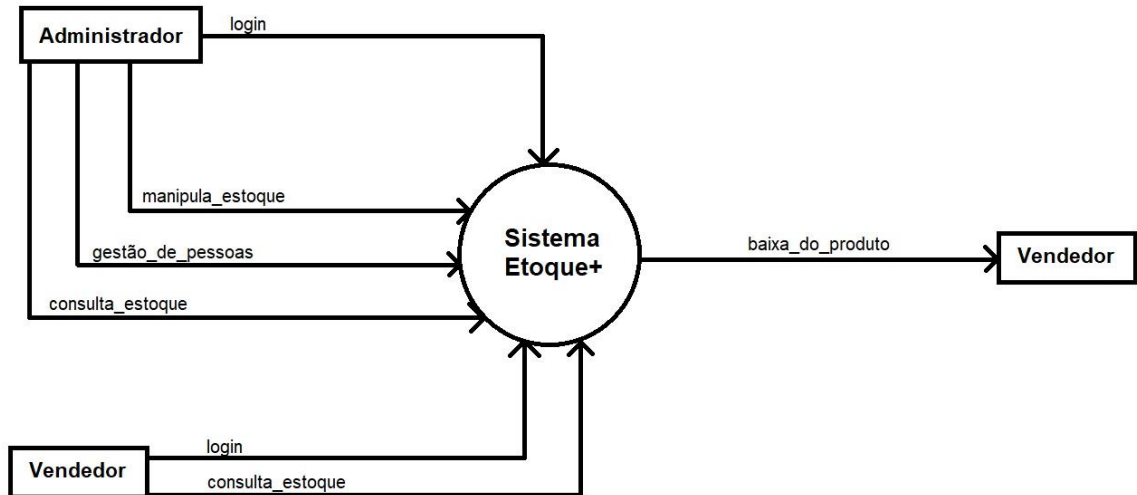 Administrador
login
manipula_estoque
gestão_de_pessoas
consulta_estoque
Sistema
Etoque+
baixa_do_produto
Vendedor
Vendedor
login
consulta_estoque